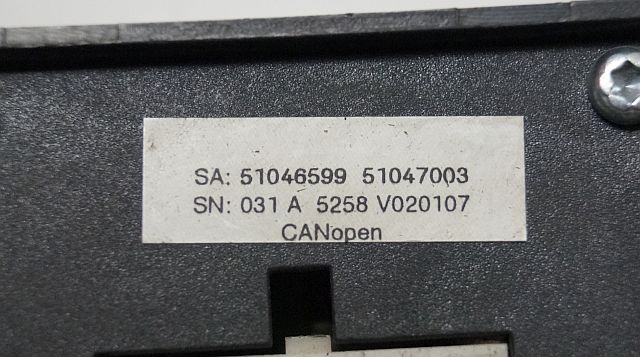 SA: 51046599 51047003
SN: 031 A 5258 V020107
CANopen